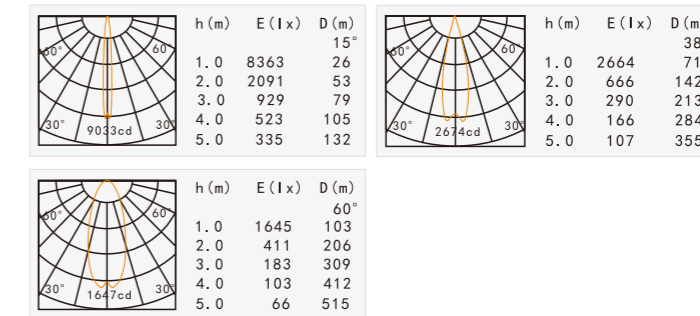 h(m) E(lx) D(m)
15°
1.0 8363 26
2.0 2091 53
3.0 929 79
4.0 523 105
5.0 335 132
60° 60
30° 30
9033cd
h(m) E(lx) D(m
38
1.0 2664 71
2.0 666 142
3.0 290 213
4.0 166 284
5.0 107 355
60° 60
30° 30
2674cd
h(m) E(lx) D(m)
60°
1.0 1645 103
2.0 411 206
3.0 183 309
4.0 103 412
5.0 66 515
60° 60
30° 30
1647cd